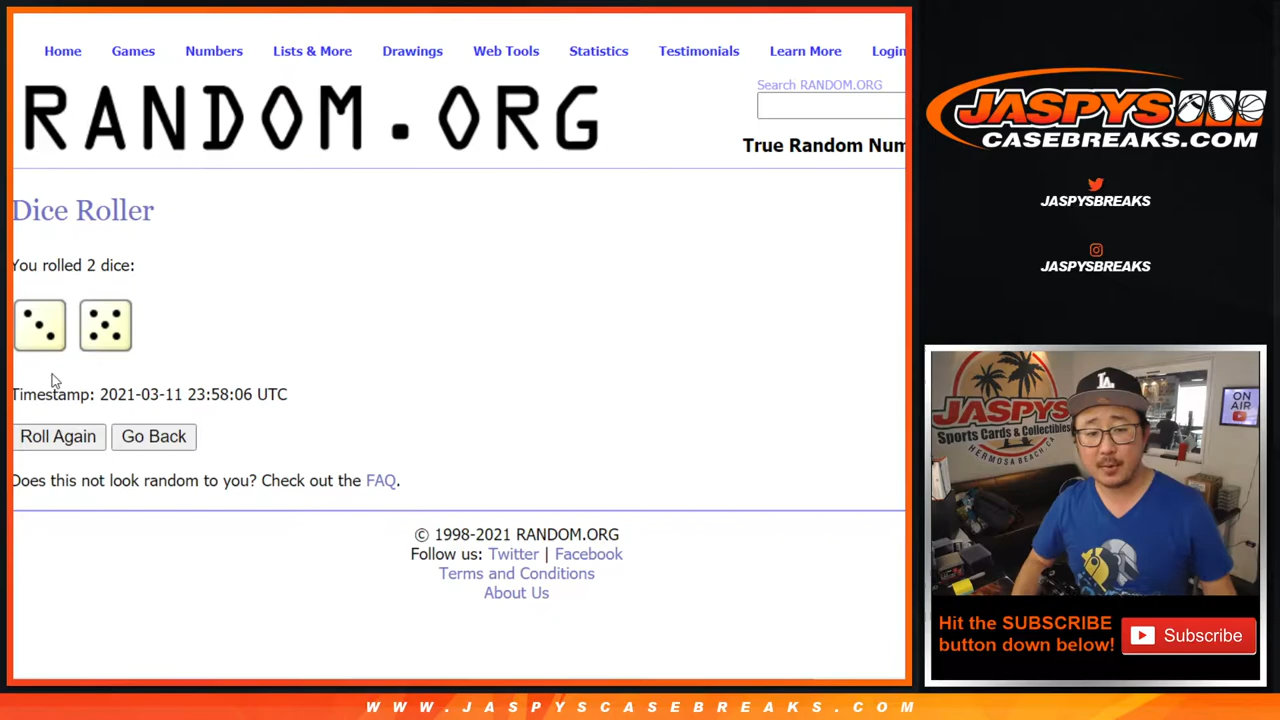 Home Games Numbers Lists & More Drawings Web Tools Statistics Testimonials Learn More Login
RANDOM.ORG
Search RANDOM.ORG
True Random Num
Dice Roller
You rolled 2 dice:
Timestamp: 2021-03-11 23:58:06 UTC
Roll Again Go Back
Does this not look random to you? Check out the FAQ.
© 1998-2021 RANDOM.ORG
Follow us: Twitter | Facebook
Terms and Conditions
About Us
JASPYS
CASEBREAKS.COM
JASPYSBREAKS
JASPYSBREAKS
JASPYS
Sports Cards & Collectibles
HERMOSA BEACH, CA
LA
ON
AIR
Hit the SUBSCRIBE
button down below!
Subscribe
WWW.JASPYSCASEBREAKS.COM